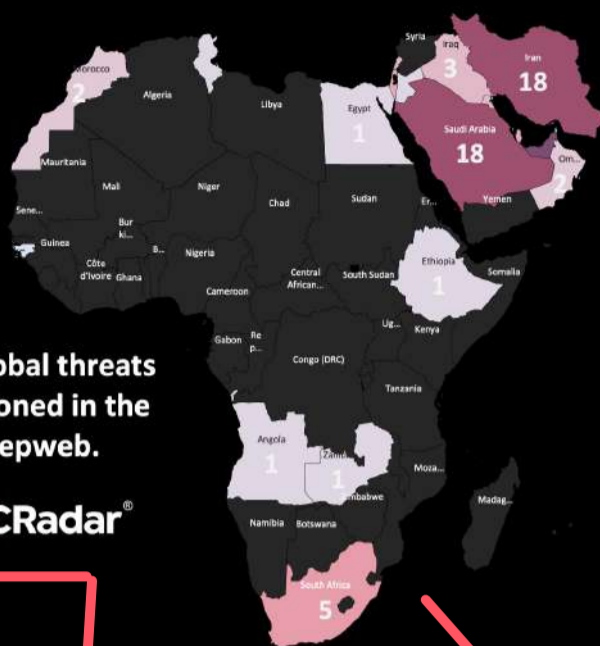 Syria
Iraq
3
Iran
18
Morocco
2
Algeria
Libya
Egypt
1
Saudi Arabia
18
Om...
2
Mauritania
Mali
Niger
Chad
Sudan
Er...
Yemen
Sene...
Guinea
Bur
ki...
Côte
d'Ivoire
Ghana
B...
Nigeria
Cameroon
Central
African...
South Sudan
Ethiopia
1
Somalia
Gabon
Re
p...
Ug...
Kenya
Congo (DRC)
Tanzania
obal threats
oned in the
epweb.
CRadar®
Angola
1
Zamb...
1
Moza...
mbabwe
Madag...
Namibia
Botswana
South Africa
5